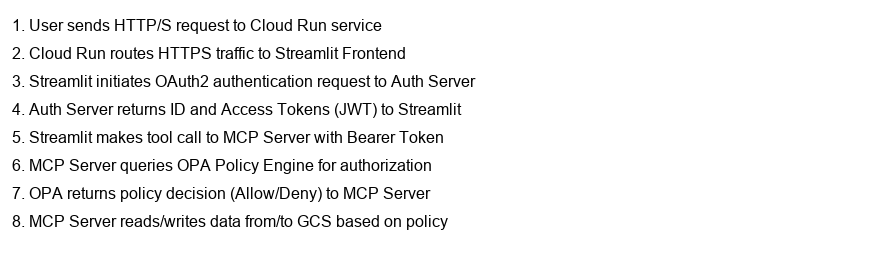 1. User sends HTTP/S request to Cloud Run service
2. Cloud Run routes HTTPS traffic to Streamlit Frontend
3. Streamlit initiates OAuth2 authentication request to Auth Server
4. Auth Server returns ID and Access Tokens (JWT) to Streamlit
5. Streamlit makes tool call to MCP Server with Bearer Token
6. MCP Server queries OPA Policy Engine for authorization
7. OPA returns policy decision (Allow/Deny) to MCP Server
8. MCP Server reads/writes data from/to GCS based on policy